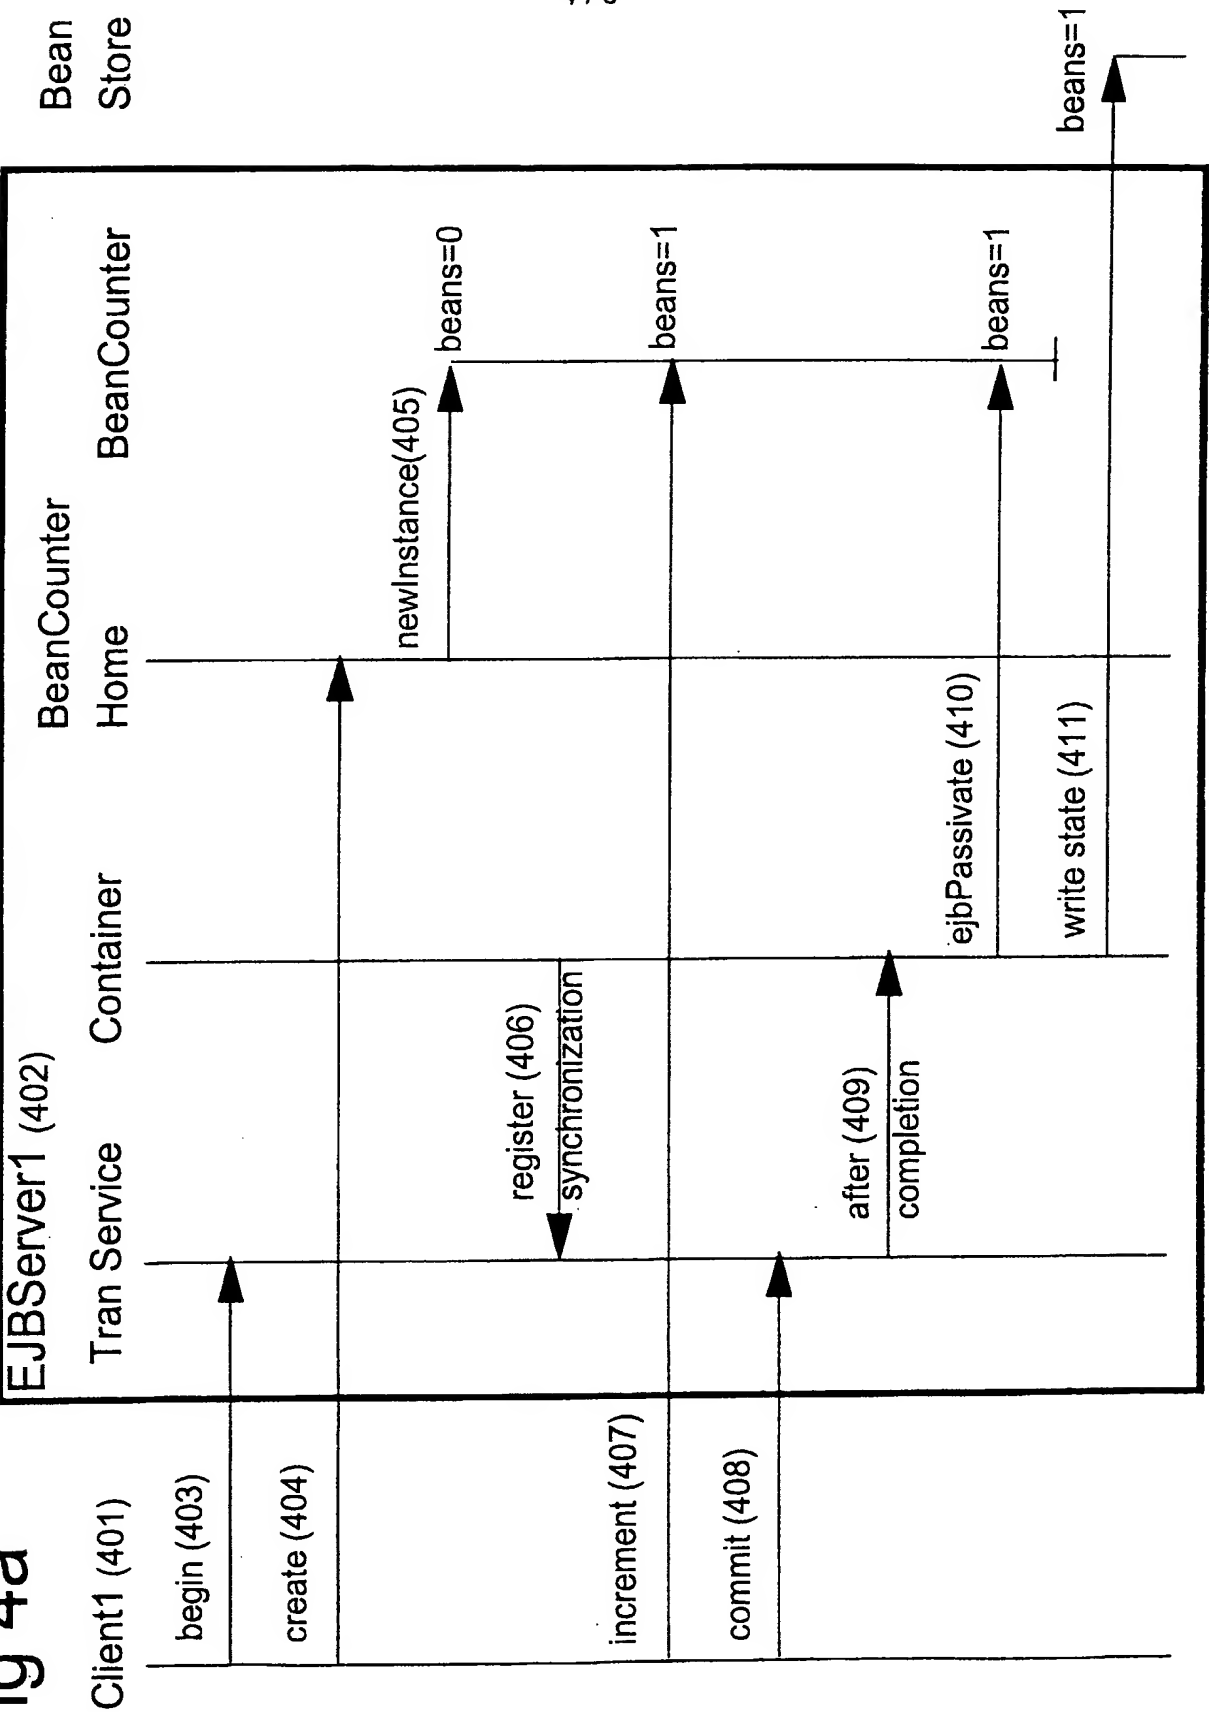 Client1 (401)
EJBServer1 (402)
Tran Service
Container
BeanCounter
Home
BeanCounter
Bean
Store
begin (403)
create (404)
newInstance(405)
beans=0
register (406)
synchronization
increment (407)
beans=1
commit (408)
after (409)
completion
ejbPassivate (410)
beans=1
write state (411)
beans=1
4a